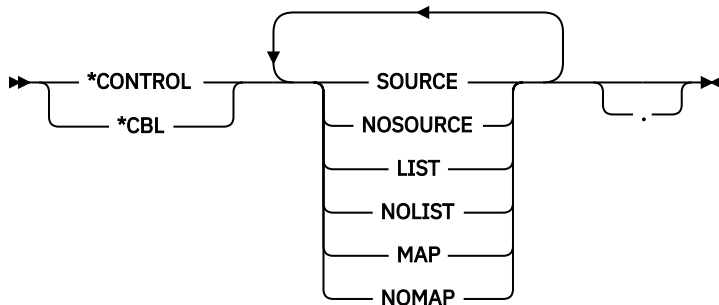 *CONTROL
*CBL
SOURCE
NOSOURCE
LIST
NOLIST
MAP
NOMAP
.